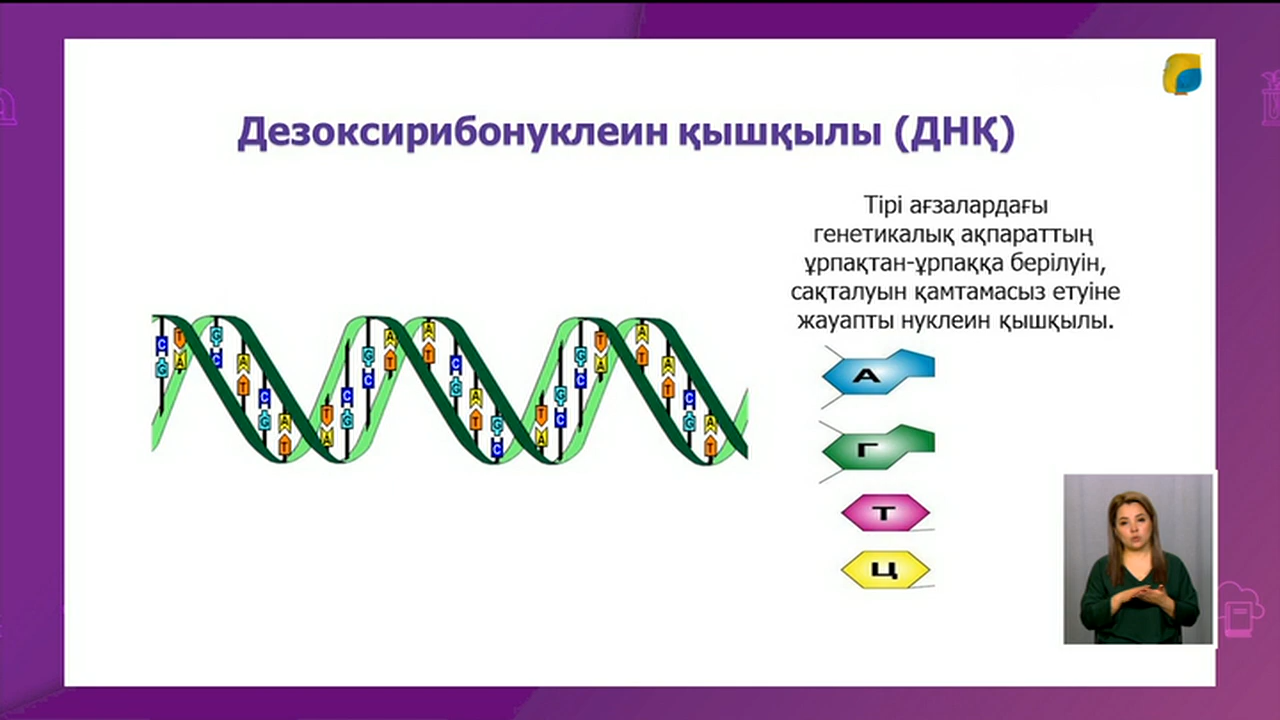 Дезоксирибонуклеин қышқылы (ДНҚ)
Тірі ағзалардағы
генетикалық ақпараттың
ұрпақтан-ұрпаққа берілуін,
сақталуын қамтамасыз етуіне
жауапты нуклеин қышқылы.
А
Г
Т
Ц